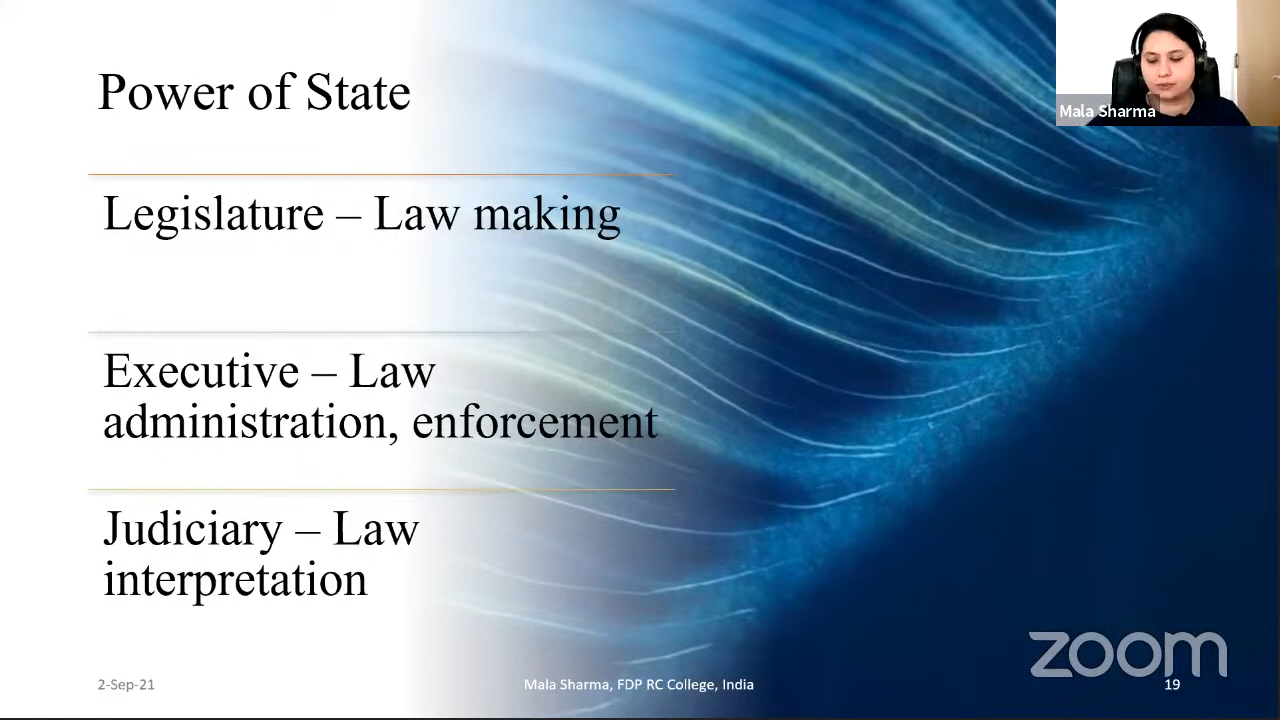 Power of State
Mala Sharma
Legislature – Law making
Executive – Law
administration, enforcement
Judiciary – Law
interpretation
zoom
2-Sep-21
Mala Sharma, FDP RC College, India
19